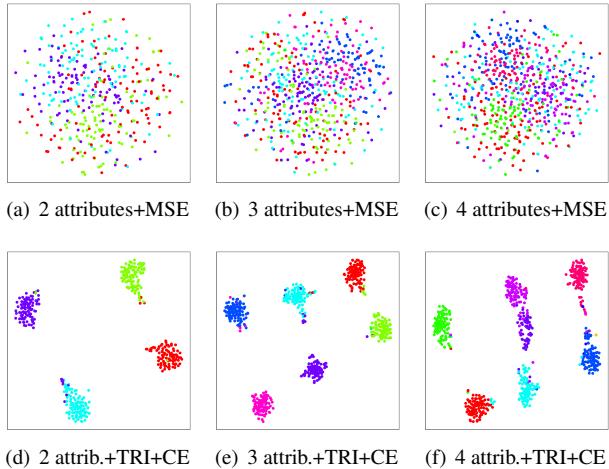 (a) 2 attributes+MSE (b) 3 attributes+MSE (c) 4 attributes+MSE
(d) 2 attrib.+TRI+CE (e) 3 attrib.+TRI+CE (f) 4 attrib.+TRI+CE